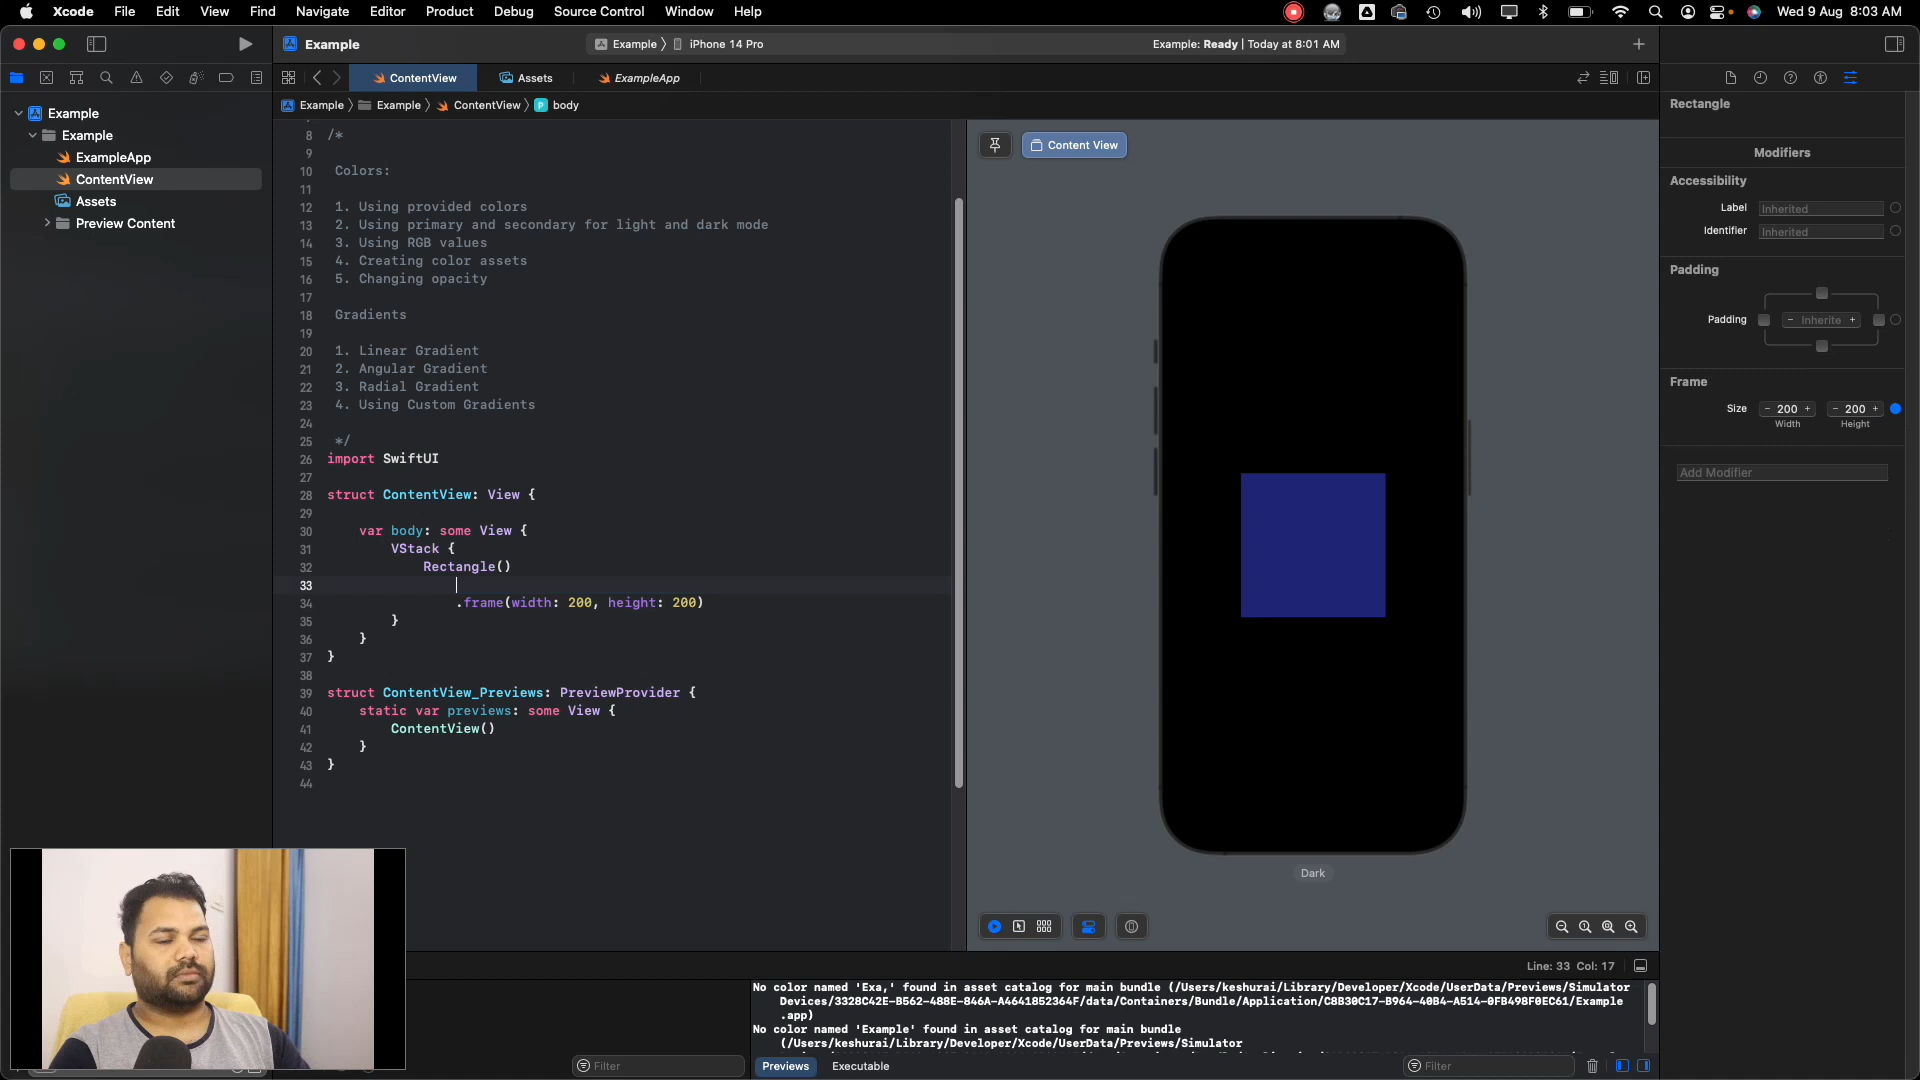 Xcode File Edit View Find Navigate Editor Product Debug Source Control Window Help Wed 9 Aug 8:03 AM
Example Example iPhone 14 Pro Example: Ready | Today at 8:01 AM
ContentView Assets ExampleApp
Example Example ContentView P body
Example
Example
ExampleApp
ContentView
Assets
Preview Content
8 /*
9
10 Colors:
11
12 1. Using provided colors
13 2. Using primary and secondary for light and dark mode
14 3. Using RGB values
15 4. Creating color assets
16 5. Changing opacity
17
18 Gradients
19
20 1. Linear Gradient
21 2. Angular Gradient
22 3. Radial Gradient
23 4. Using Custom Gradients
24
25 */
26 import SwiftUI
27
28 struct ContentView: View {
29
30 var body: some View {
31 VStack {
32 Rectangle()
33
34 .frame(width: 200, height: 200)
35 }
36 }
37 }
38
39 struct ContentView_Previews: PreviewProvider {
40 static var previews: some View {
41 ContentView()
42 }
43 }
44
Content View
Dark
Rectangle
Modifiers
Accessibility
Label Inherited
Identifier Inherited
Padding
Padding - Inherite +
Frame
Size - 200 + - 200 +
Width Height
Add Modifier
Line: 33 Col: 17
No color named 'Exa,' found in asset catalog for main bundle (/Users/keshurai/Library/Developer/Xcode/UserData/Previews/Simulator
Devices/3328C42E-B562-488E-846A-A4641852364F/data/Containers/Bundle/Application/C8B30C17-B964-40B4-A514-0FB498F0EC61/Example
.app)
No color named 'Example' found in asset catalog for main bundle
(/Users/keshurai/Library/Developer/Xcode/UserData/Previews/Simulator
Filter Previews Executable Filter